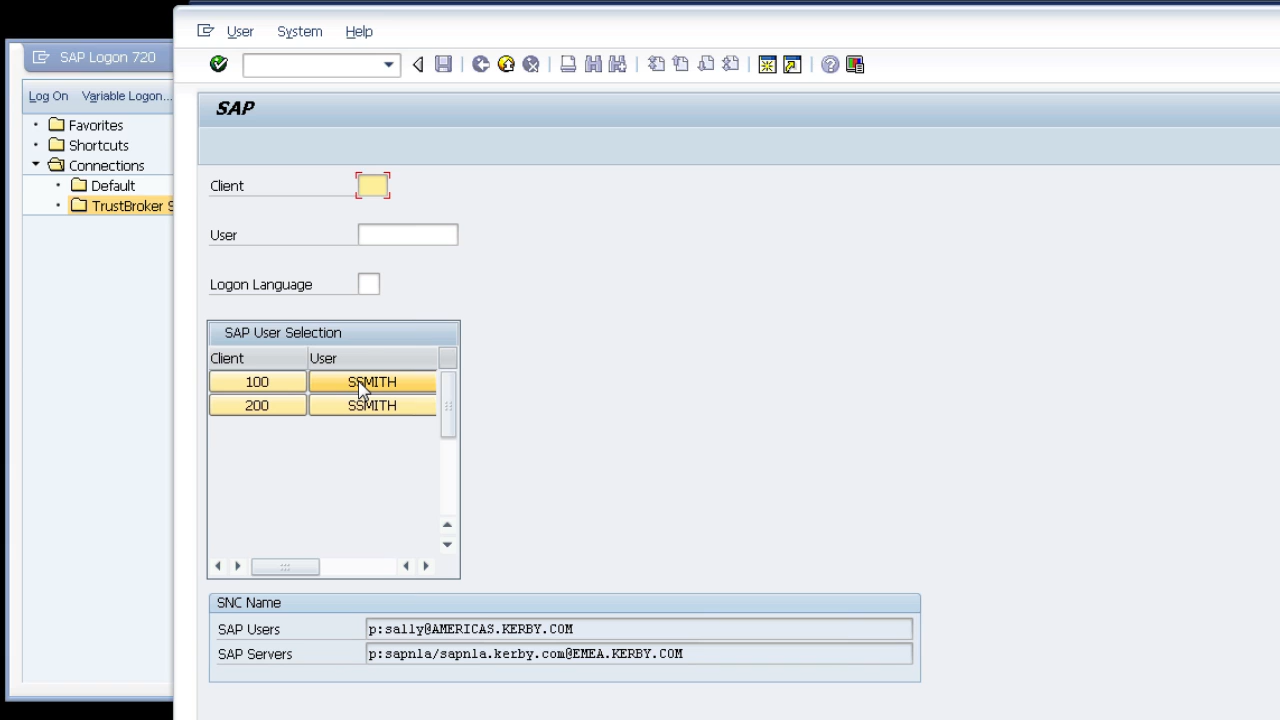 SAP Logon 720
Log On Variable Logon...
Favorites
Shortcuts
Connections
Default
TrustBroker S
User System Help
SAP
Client
User
Logon Language
SAP User Selection
Client User
100 SSMITH
200 SSMITH
SNC Name
SAP Users p:sally@AMERICAS.KERBY.COM
SAP Servers p:sapnla/sapnla.kerby.com@EMEA.KERBY.COM